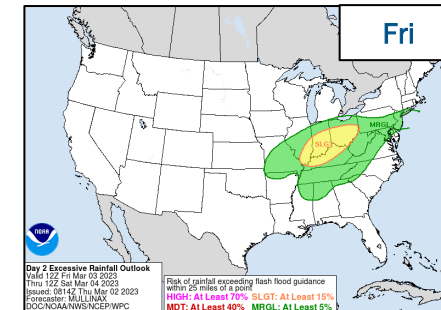 Fri
MRGL
SLGT
NOAA
Day 2 Excessive Rainfall Outlook
Valid 12Z Fri Mar 03 2023
Thru 12Z Sat Mar 04 2023
Issued: 0814Z Thu Mar 02 2023
Forecaster: MULLINAX
DOC/NOAA/NWS/NCEP/WPC
Risk of rainfall exceeding flash flood guidance
within 25 miles of a point
HIGH: At Least 70% SLGT: At Least 15%
MDT: At Least 40% MRGL: At Least 5%